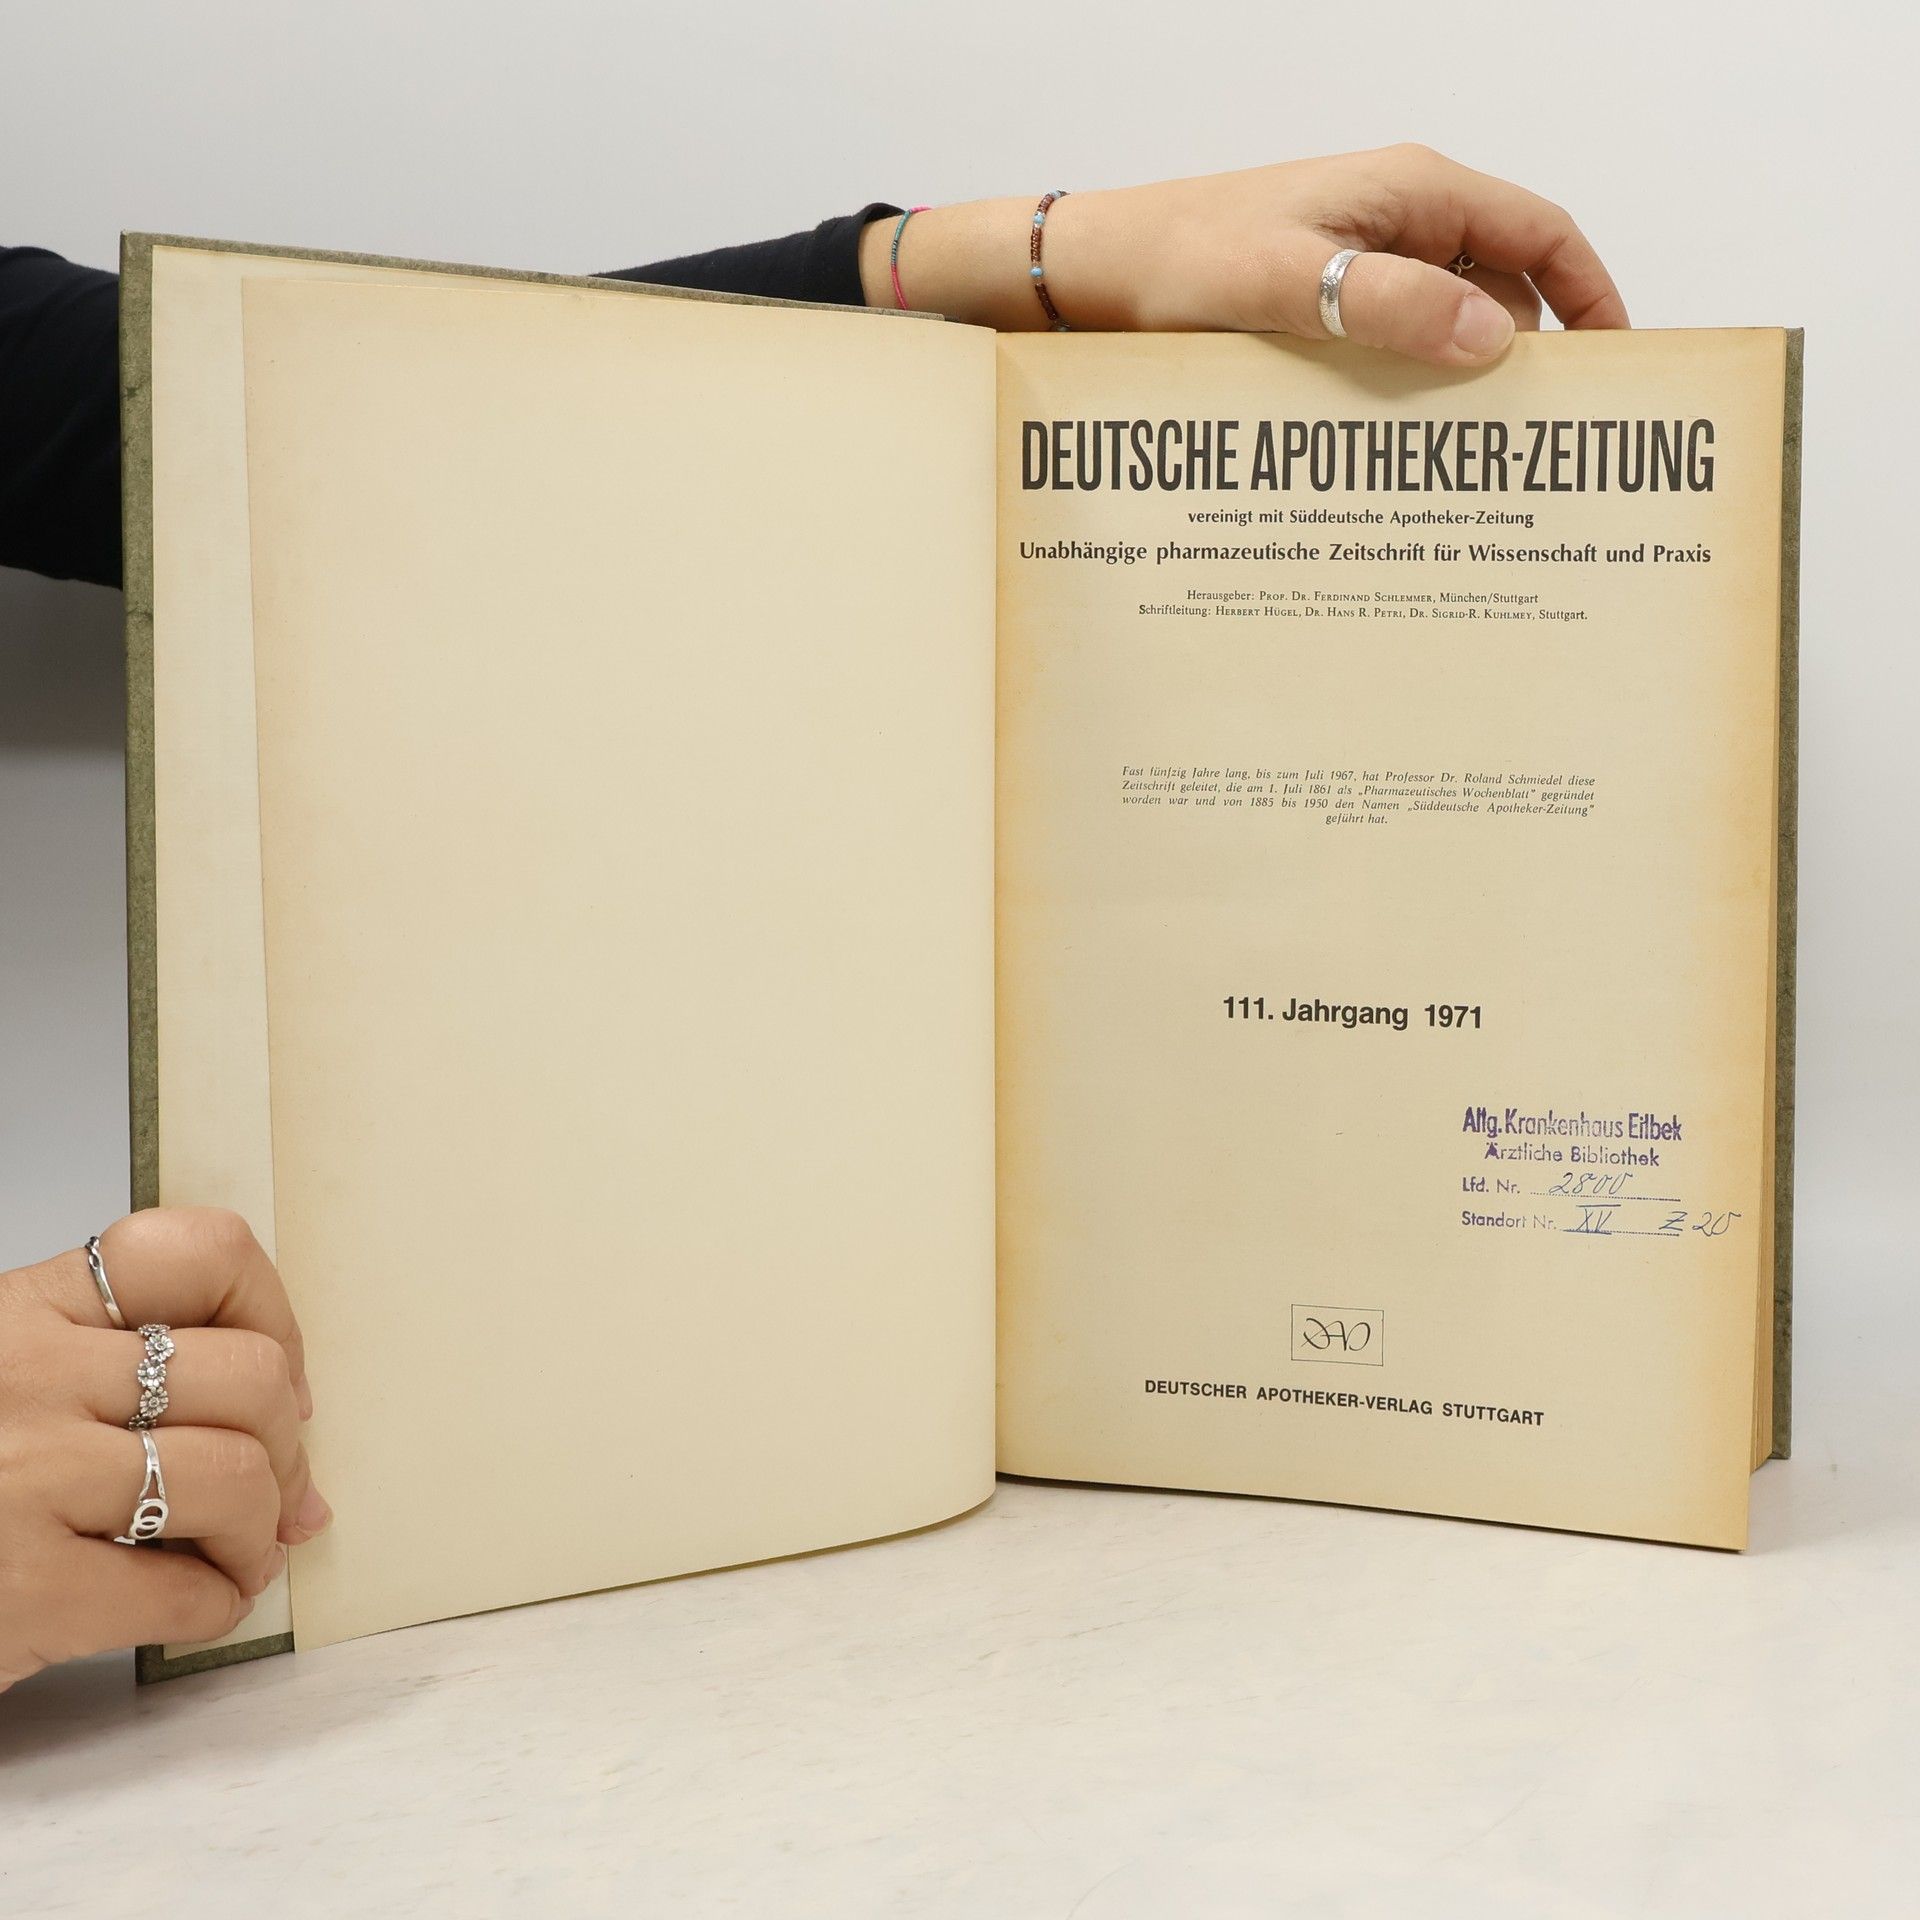 DEUTSCHE APOTHEKER-ZEITUNG
vereinigt mit Süddeutsche Apotheker-Zeitung
Unabhängige pharmazeutische Zeitschrift für Wissenschaft und Praxis
Herausgeber: Prof. Dr. Ferdinand Schlemmer, München/Stuttgart
Schriftleitung: Herbert Hügel, Dr. Hans R. Petri, Dr. Sigrid-R. Kuhlmey, Stuttgart.
Fast fünfzig Jahre lang, bis zum Juli 1967, hat Professor Dr. Roland Schmiedel diese
Zeitschrift geleitet, die am 1. Juli 1861 als „Pharmazeutisches Wochenblatt" gegründet
worden war und von 1885 bis 1950 den Namen „Süddeutsche Apotheker-Zeitung"
geführt hat.
111. Jahrgang 1971
Allg. Krankenhaus Eilbek
Ärztliche Bibliothek
Lfd. Nr. 2800
Standort Nr. XV Z 20
DAV
DEUTSCHER APOTHEKER-VERLAG STUTTGART